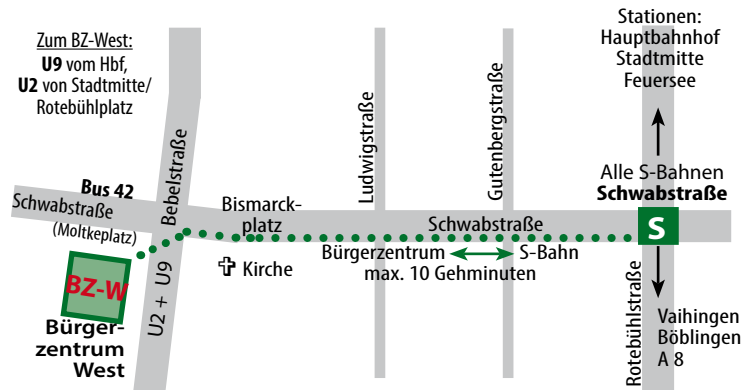 Zum BZ-West:
U9 vom Hbf,
U2 von Stadtmitte/
Rotebühlplatz
Stationen:
Hauptbahnhof
Stadtmitte
Feuersee
Bebelstraße
Ludwigstraße
Gutenbergstraße
Alle S-Bahnen
Schwabstraße
Bus 42
Schwabstraße
(Moltkeplatz)
Bismarck-
platz
Schwabstraße
S
Kirche
Bürgerzentrum
S-Bahn
max. 10 Gehminuten
BZ-W
Bürger-
zentrum
West
U2 + U9
Rotebühlstraße
Vaihingen
Böblingen
A 8